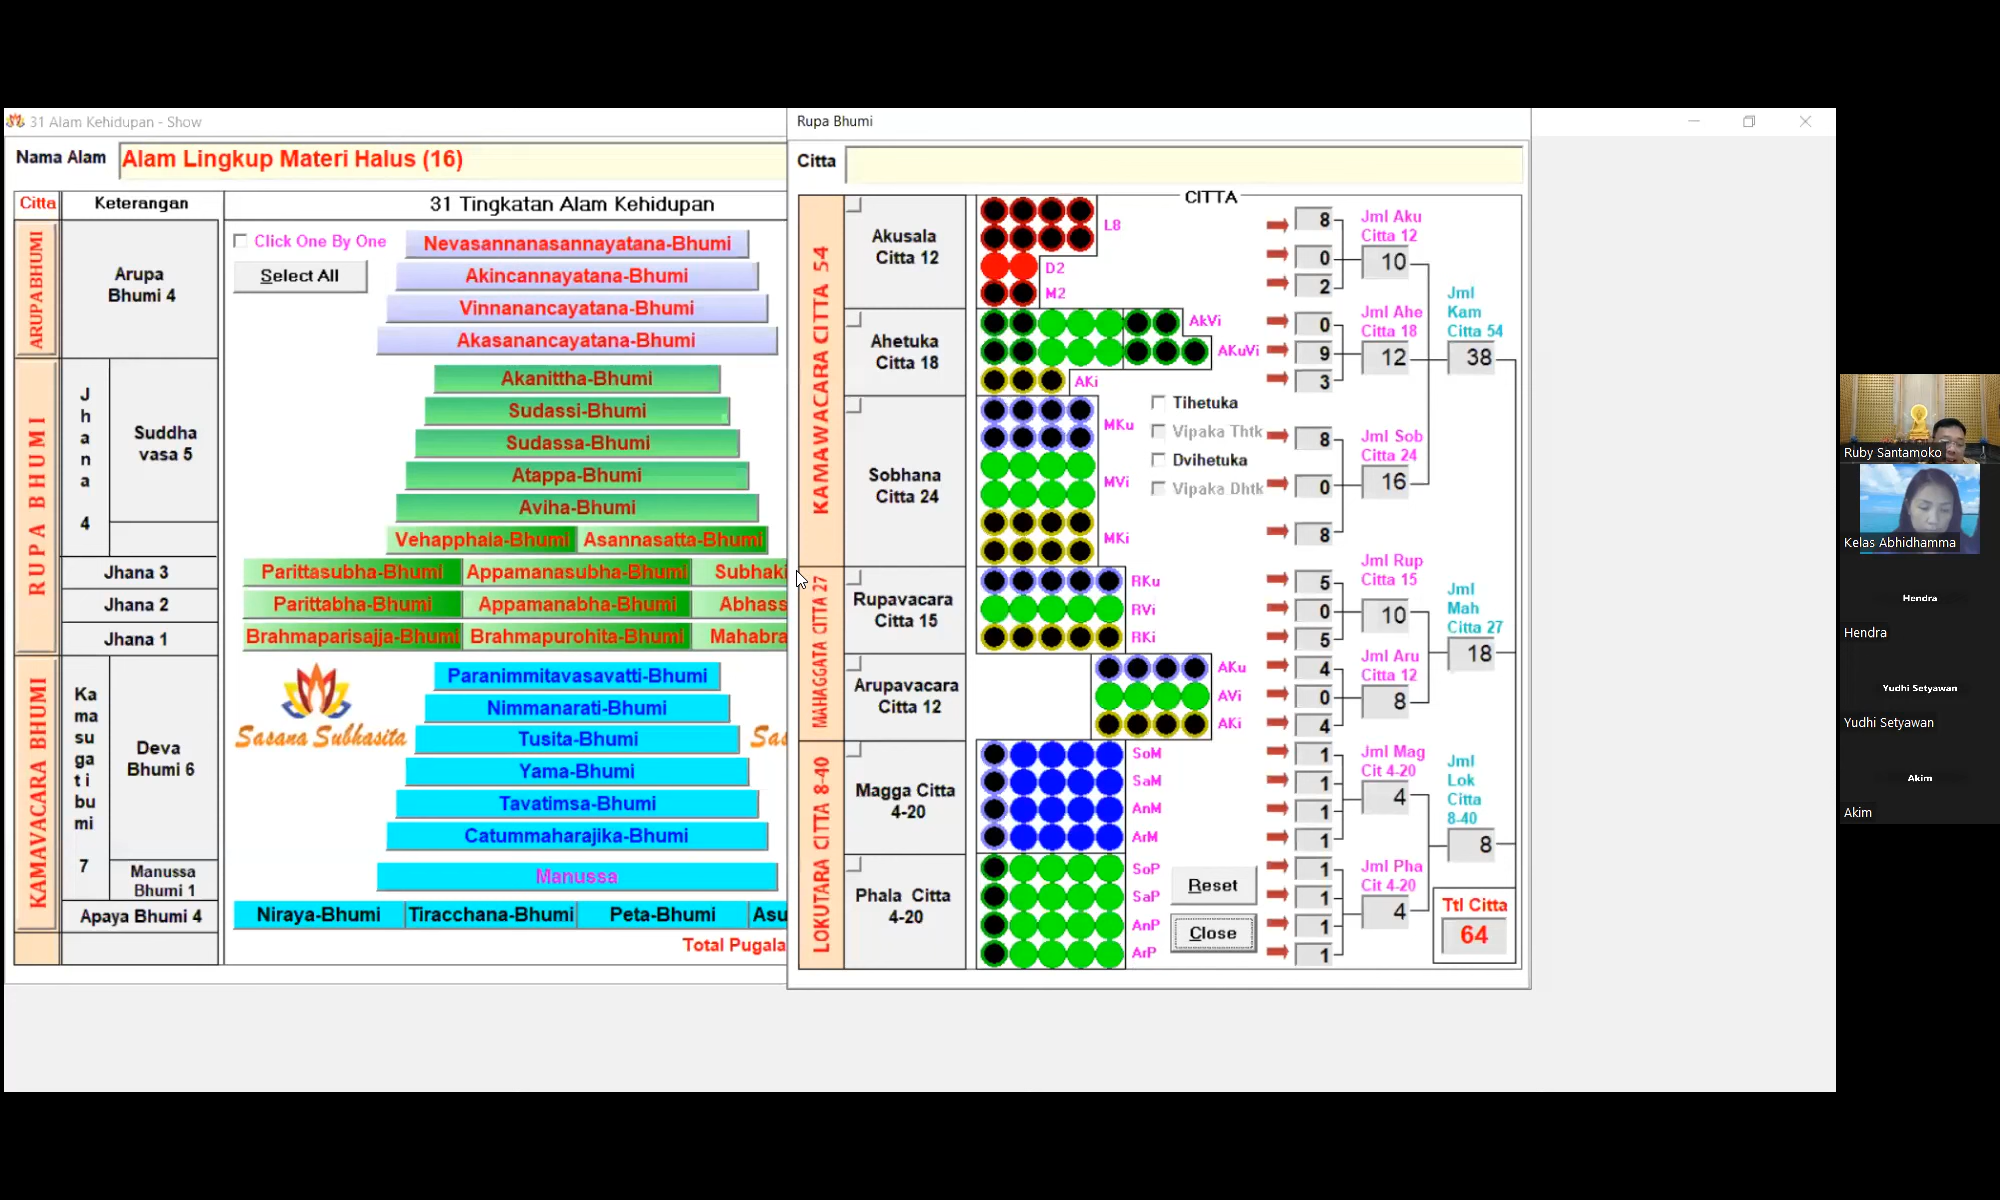 31 Alam Kehidupan - Show
Nama Alam
Alam Lingkup Materi Halus (16)
Citta
Keterangan
31 Tingkatan Alam Kehidupan
ARUPABHUMI
Arupa
Bhumi 4
Click One By One
Select All
Nevasannanasannayatana-Bhumi
Akincannayatana-Bhumi
Vinnanancayatana-Bhumi
Akasanancayatana-Bhumi
RUPA BHUMI
Jhana
4
Suddha
vasa 5
Akanittha-Bhumi
Sudassi-Bhumi
Sudassa-Bhumi
Atappa-Bhumi
Aviha-Bhumi
Vehapphala-Bhumi
Asannasatta-Bhumi
Jhana 3
Parittasubha-Bhumi
Appamanasubha-Bhumi
Subhaki
Jhana 2
Parittabha-Bhumi
Appamanabha-Bhumi
Abhass
Jhana 1
Brahmaparisajja-Bhumi
Brahmapurohita-Bhumi
Mahabra
KAMAVACARA BHUMI
Ka
ma
su
ga
ti
bu
mi
7
Deva
Bhumi 6
Paranimmitavasavatti-Bhumi
Nimmanarati-Bhumi
Tusita-Bhumi
Yama-Bhumi
Tavatimsa-Bhumi
Catummaharajika-Bhumi
Sasana Subhasita
Sas
Manussa
Bhumi 1
Manussa
Apaya Bhumi 4
Niraya-Bhumi
Tiracchana-Bhumi
Peta-Bhumi
Asu
Total Pugala
Rupa Bhumi
Citta
CITTA
KAMAWACARA CITTA 54
Akusala
Citta 12
L8
D2
M2
8
0
2
Jml Aku
Citta 12
10
Ahetuka
Citta 18
AkVi
AKuVi
AKi
0
9
3
Jml Ahe
Citta 18
12
Jml
Kam
Citta 54
38
Sobhana
Citta 24
MKu
MVi
MKi
Tihetuka
Vipaka Thtk
Dvihetuka
Vipaka Dhtk
8
0
8
Jml Sob
Citta 24
16
MAHAGGATA CITTA 27
Rupavacara
Citta 15
RKu
RVi
RKi
5
0
5
Jml Rup
Citta 15
10
Jml
Mah
Citta 27
18
Arupavacara
Citta 12
AKu
AVi
AKi
4
0
4
Jml Aru
Citta 12
8
LOKUTARA CITTA 8-40
Magga Citta
4-20
SoM
SaM
AnM
ArM
1
1
1
1
Jml Mag
Cit 4-20
4
Jml
Lok
Citta
8-40
8
Phala Citta
4-20
SoP
SaP
AnP
ArP
Reset
Close
1
1
1
1
Jml Pha
Cit 4-20
4
Ttl Citta
64
Ruby Santamoko
Kelas Abhidhamma
Hendra
Hendra
Yudhi Setyawan
Yudhi Setyawan
Akim
Akim